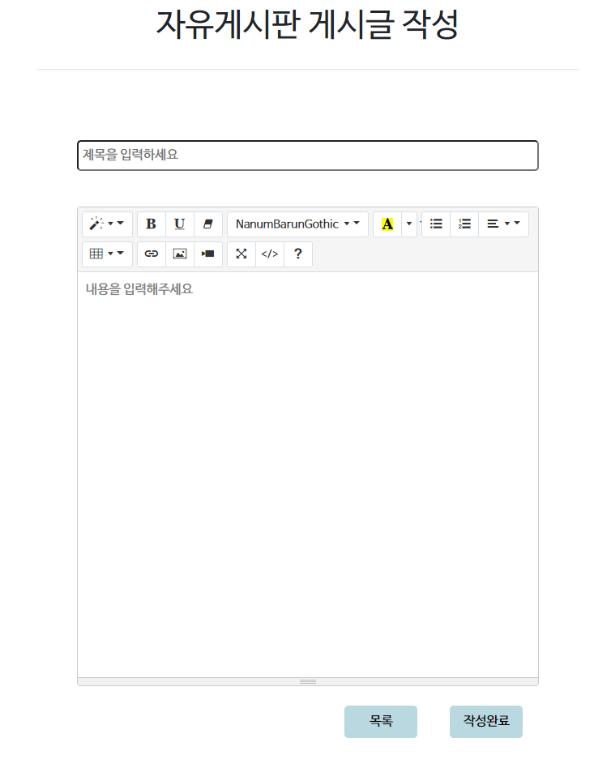 자유게시판 게시글 작성
제목을 입력하세요
B U NanumBarunGothic A
</> ?
내용을 입력해주세요
목록 작성완료